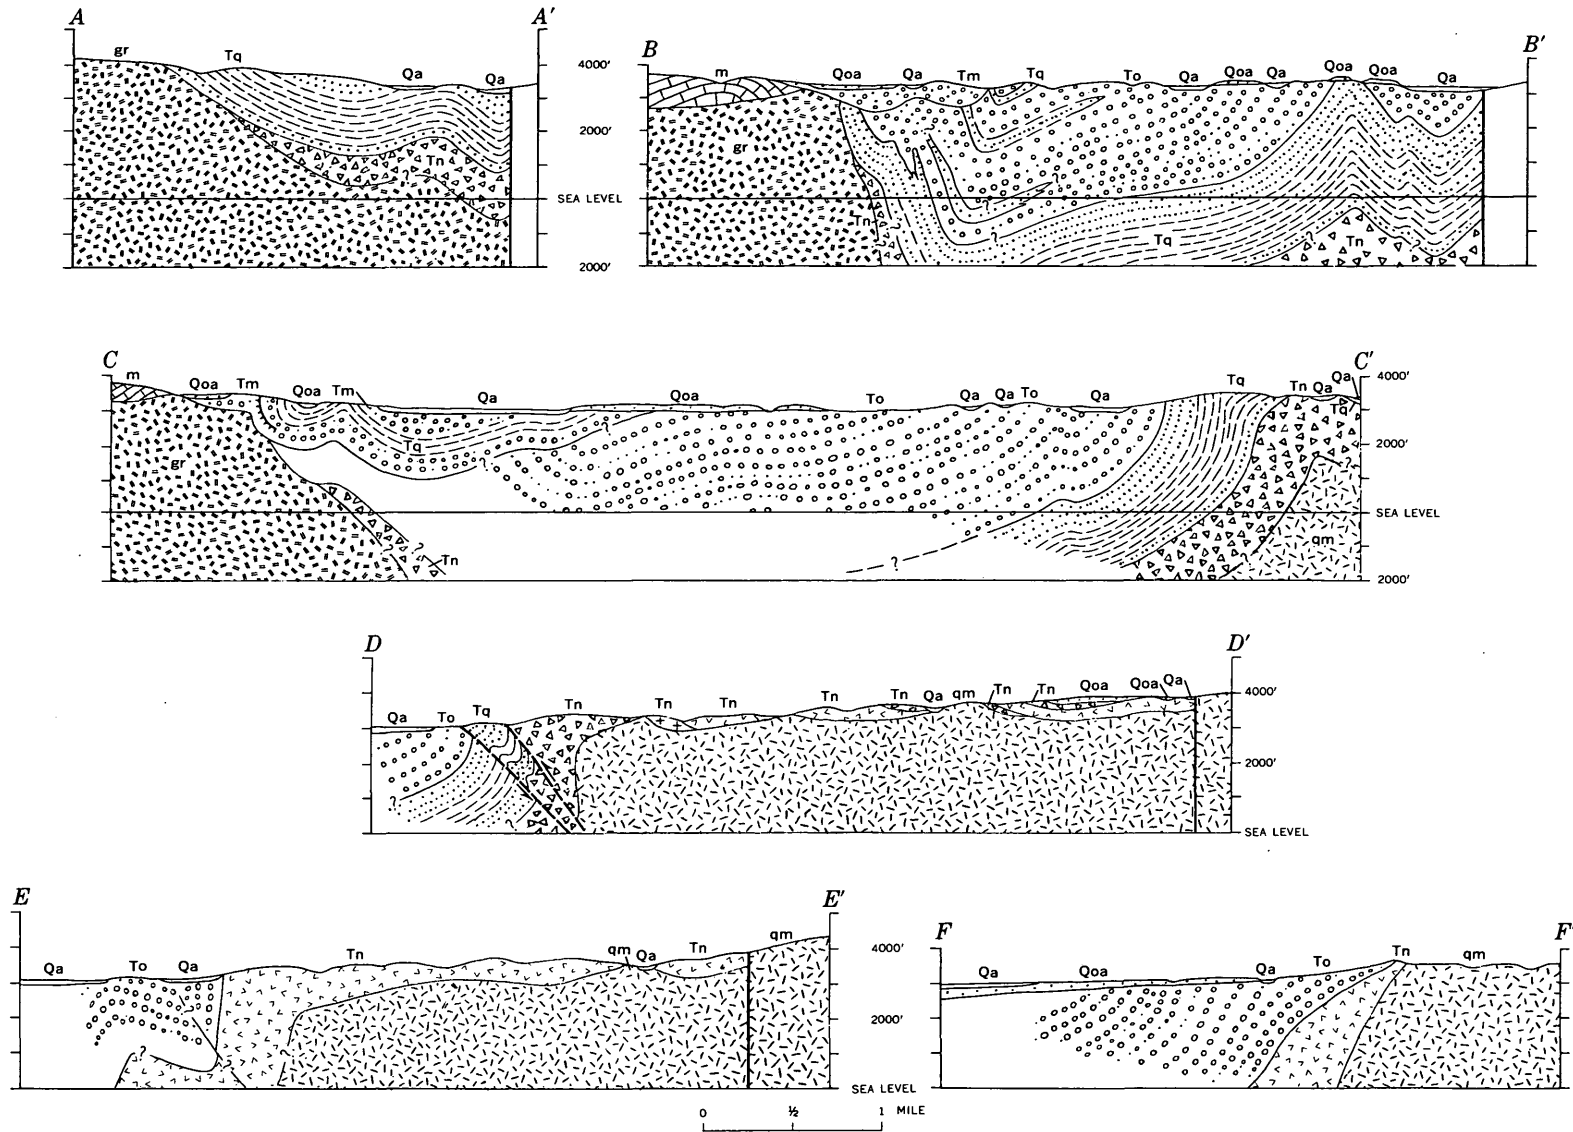 A A′
gr Tq Qa Qa
4000′
2000′
Tn
SEA LEVEL
2000′
B B′
m Qoa Qa Tm Tq To Qa Qoa Qa Qoa Qoa Qa
gr
?
?
Tn ? ? Tq ? Tn ?
C C′
m Qoa Tm Qoa Tm Qa Qoa To Qa Qa To Qa Tq Tn Qa Qa
4000′
Tq
Tq ?
2000′
gr ? ?
SEA LEVEL
? qm
? Tn ? ?
2000′
D D′
Qa To Tq Tn Tn Tn Tn Tn Qa qm Tn Tn Qoa Qoa Qa
4000′
2000′
?
?
SEA LEVEL
E E′
Qa To Qa Tn qm Qa Tn qm
4000′
?
2000′
?
SEA LEVEL
F F′
Qa Qoa Qa To Tn qm
0 ½ 1 MILE